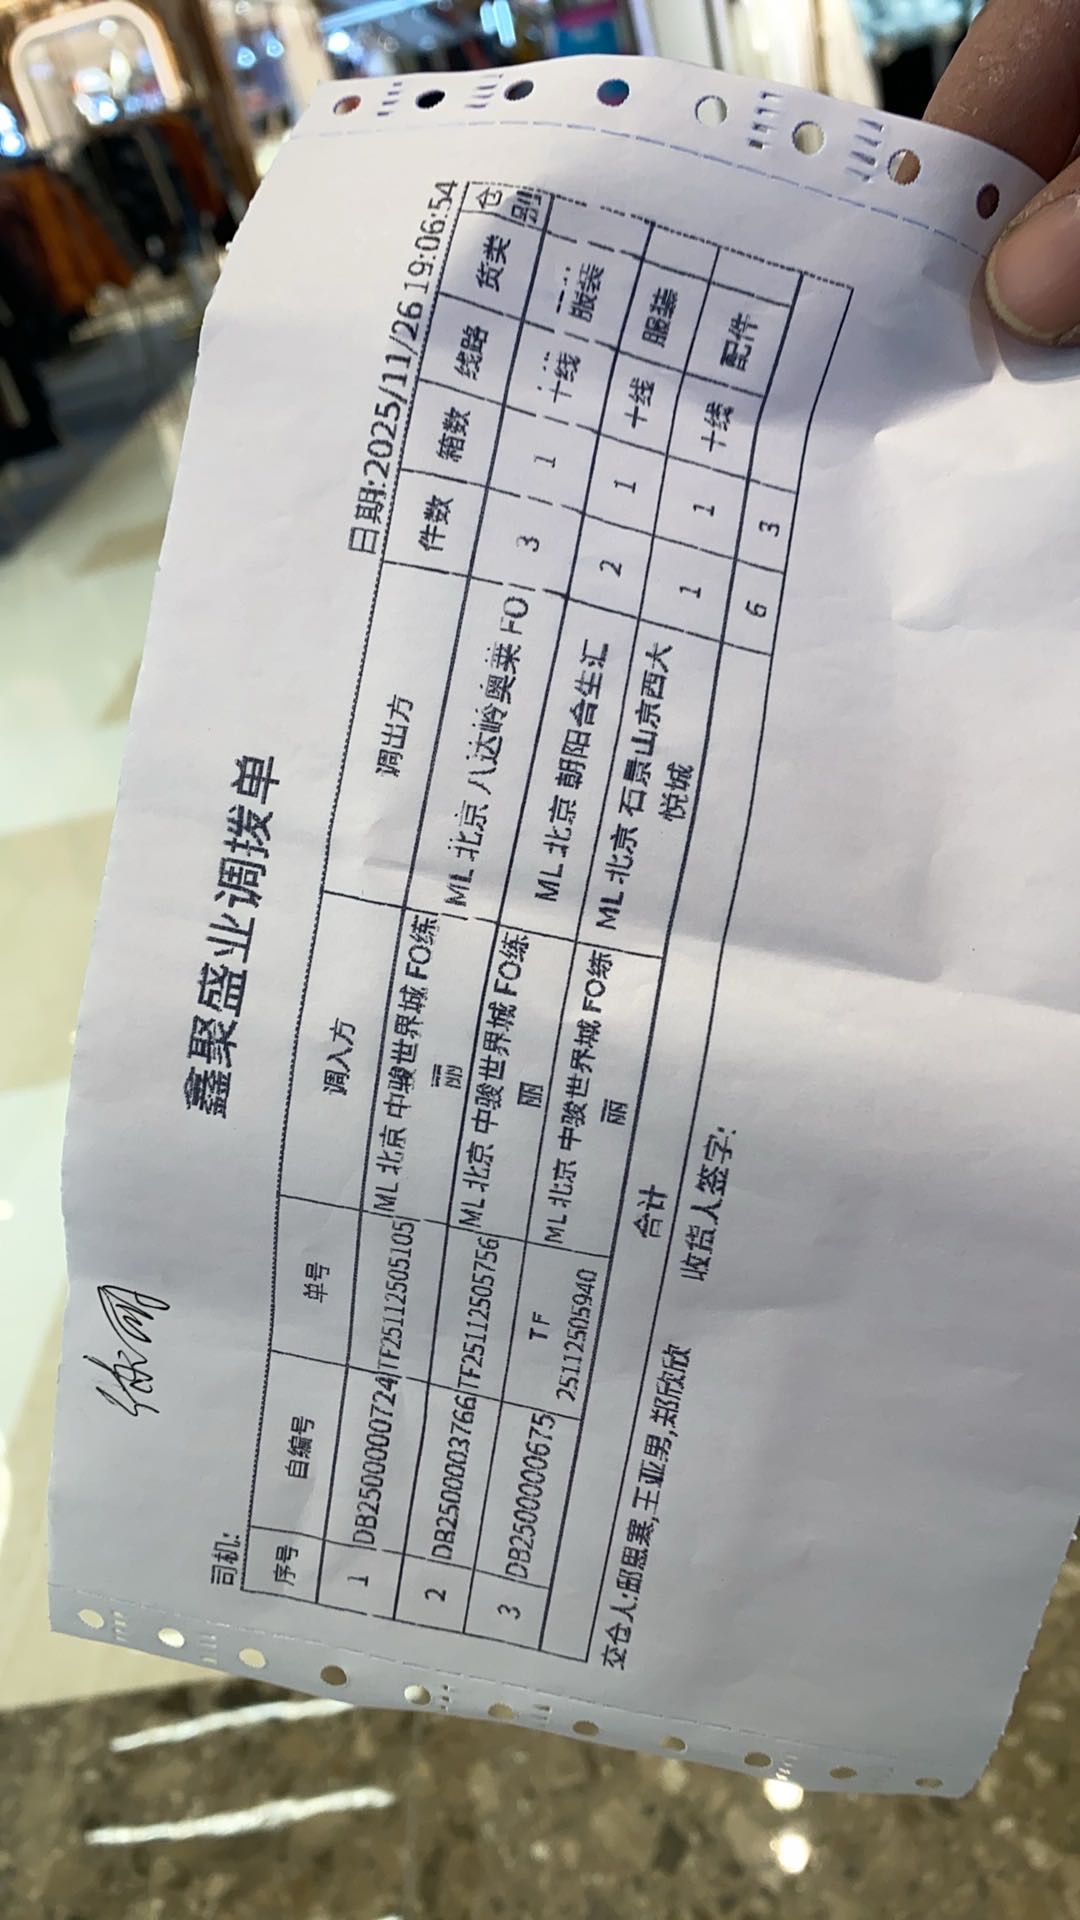 鑫聚盛业调拨单
司机: 日期:2025/11/26 19:06:54
序号 自编号 单号 调入方 调出方 件数 箱数 线路 货类 仓别
1 DB2500000724 TF25112505105 ML 北京 中骏世界城 FO练丽 ML 北京 八达岭奥莱 FO 3 1 十线 服装
2 DB2500003766 TF25112505756 ML 北京 中骏世界城 FO练丽 ML 北京 朝阳合生汇 2 1 十线 服装
3 DB2500000675 TF 25112505940 ML 北京 中骏世界城 FO练丽 ML 北京 石景山京西大悦城 1 1 十线 配件
合计 6 3
交仓人:邸思寒,王亚男,郑欣欣 收货人签字: